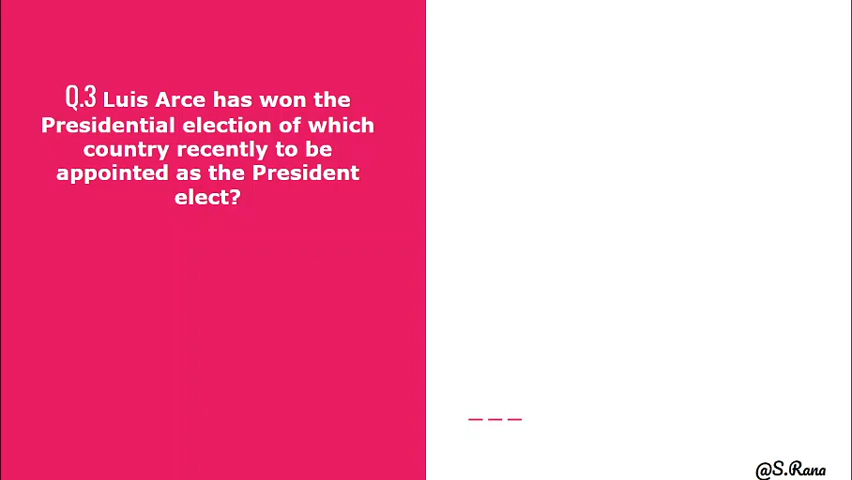 Q.3 Luis Arce has won the
Presidential election of which
country recently to be
appointed as the President
elect?
@S.Rana